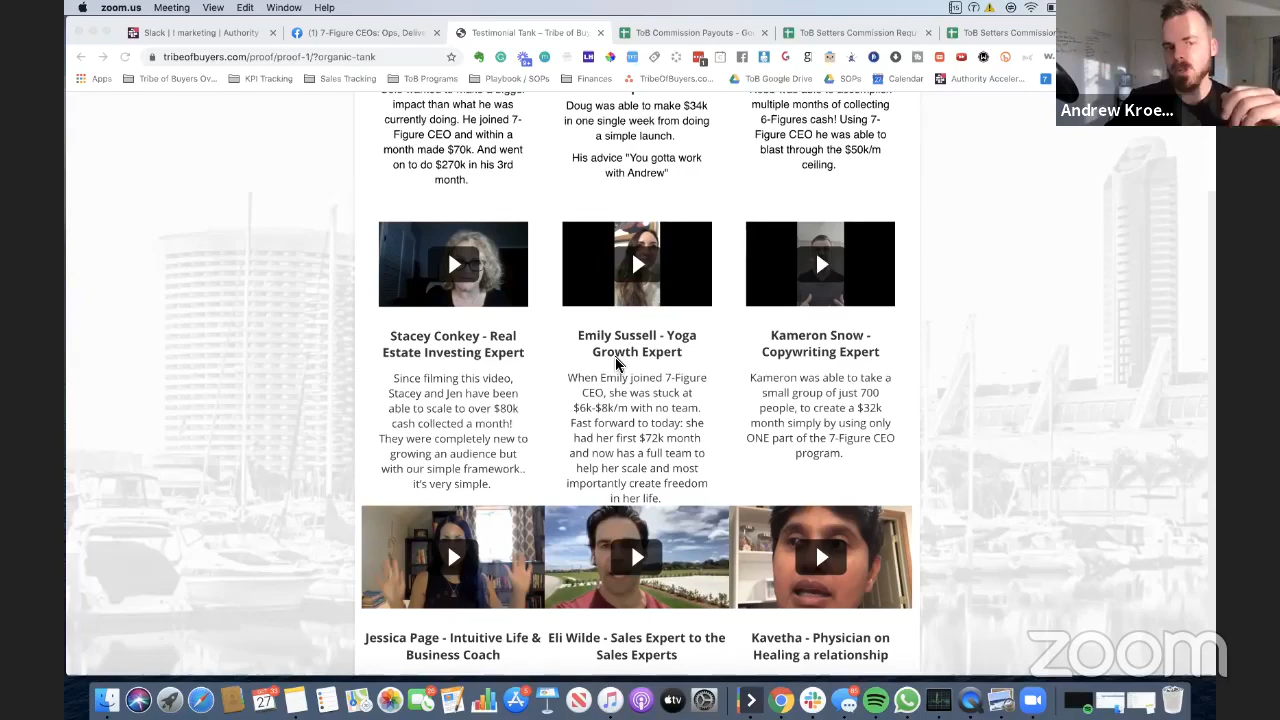 zoom.us Meeting View Edit Window Help
Slack | ! marketing | Authority
(1) 7-Figure CEOs: Ops, Delive
Testimonial Tank – Tribe of Bu
ToB Commission Payouts - Go
ToB Setters Commission Requ
ToB Setters Commission
tribeofbuyers.com/proof/proof-1/?organic-tank
Apps Tribe of Buyers Ov... KPI Tracking Sales Tracking ToB Programs Playbook / SOPs Finances TribeOfBuyers.co... ToB Google Drive SOPs Calendar Authority Acceler...
Andrew Kroe...
impact than what he was
rently doing. He joined 7-
Figure CEO and within a
month made $70k. And went
on to do $270k in his 3rd
month.
Doug was able to make $34k
in one single week from doing
a simple launch.
His advice "You gotta work
with Andrew"
multiple months of collecting
6-Figures cash! Using 7-
Figure CEO he was able to
blast through the $50k/m
ceiling.
Stacey Conkey - Real
Estate Investing Expert
Since filming this video,
Stacey and Jen have been
able to scale to over $80k
cash collected a month!
They were completely new to
growing an audience but
with our simple framework..
it's very simple.
Emily Sussell - Yoga
Growth Expert
When Emily joined 7-Figure
CEO, she was stuck at
$6k-$8k/m with no team.
Fast forward to today: she
had her first $72k month
and now has a full team to
help her scale and most
importantly create freedom
in her life.
Kameron Snow -
Copywriting Expert
Kameron was able to take a
small group of just 700
people, to create a $32k
month simply by using only
ONE part of the 7-Figure CEO
program.
Jessica Page - Intuitive Life &
Business Coach
Eli Wilde - Sales Expert to the
Sales Experts
Kavetha - Physician on
Healing a relationship
zoom